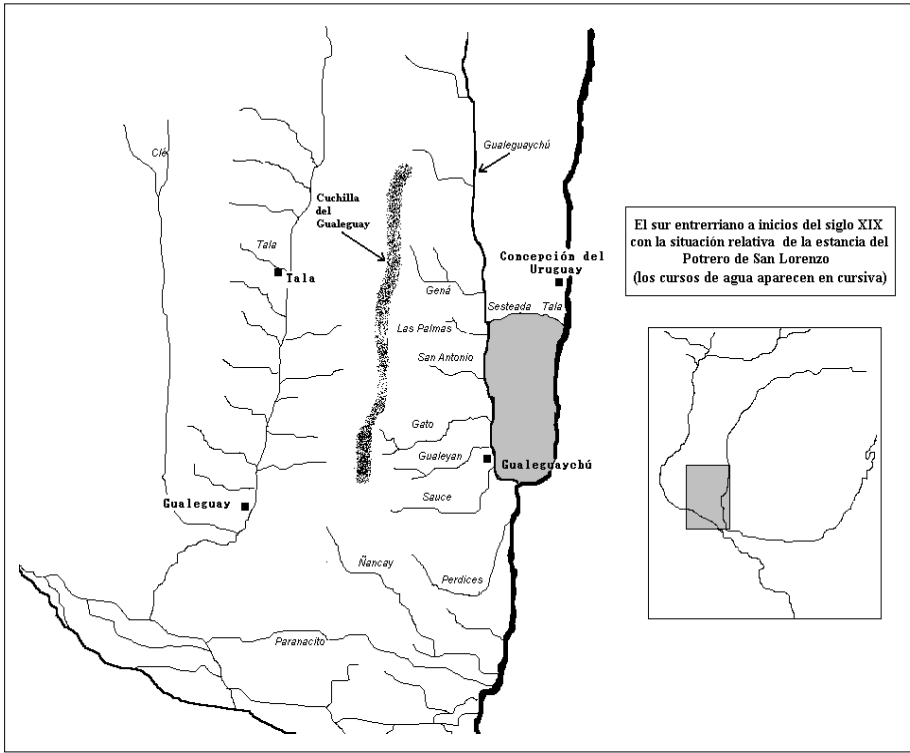 Clé
Gualeguaychú
Cuchilla
del
Gualeguay
Tala
Tala
Concepción del
Uruguay
Gená
Sesteada Tala
Las Palmas
San Antonio
Gato
Gualeyan
Gualeguaychú
Sauce
Gualeguay
Ñancay
Perdices
Paranacito
El sur entrerriano a inicios del siglo XIX
con la situación relativa de la estancia del
Potrero de San Lorenzo
(los cursos de agua aparecen en cursiva)